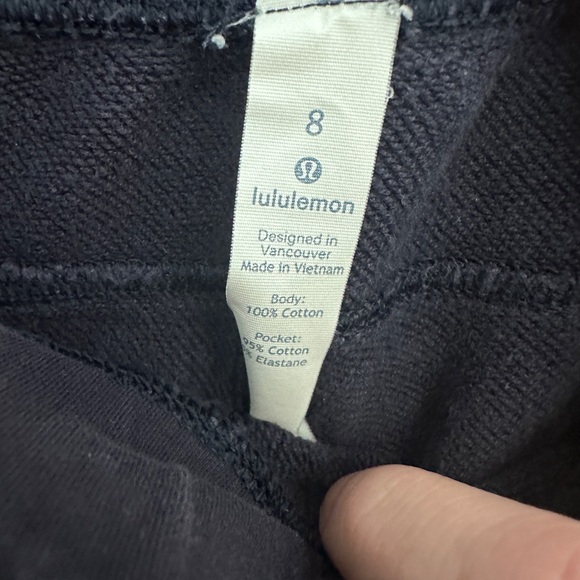 8
lululemon
Designed in
Vancouver
Made in Vietnam
Body:
100% Cotton
Pocket:
95% Cotton
% Elastane